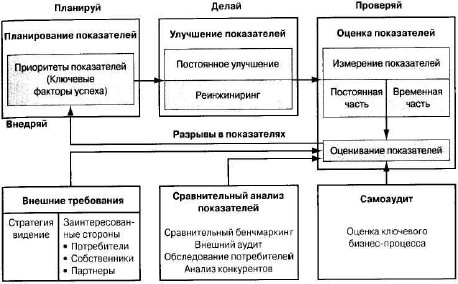 Планируй
Делай
Проверяй
Планирование показателей
Приоритеты показателей
(Ключевые
факторы успеха)
Внедряй
Улучшение показателей
Постоянное улучшение
Реинжиниринг
Оценка показателей
Измерение показателей
Постоянная
часть
Временная
часть
Разрывы в показателях
Оценивание показателей
Внешние требования
Стратегия
видение
Заинтересован-
ные стороны
• Потребители
• Собственники
• Партнеры
Сравнительный анализ
показателей
Сравнительный бенчмаркинг
Внешний аудит
Обследование потребителей
Анализ конкурентов
Самоаудит
Оценка ключевого
бизнес-процесса